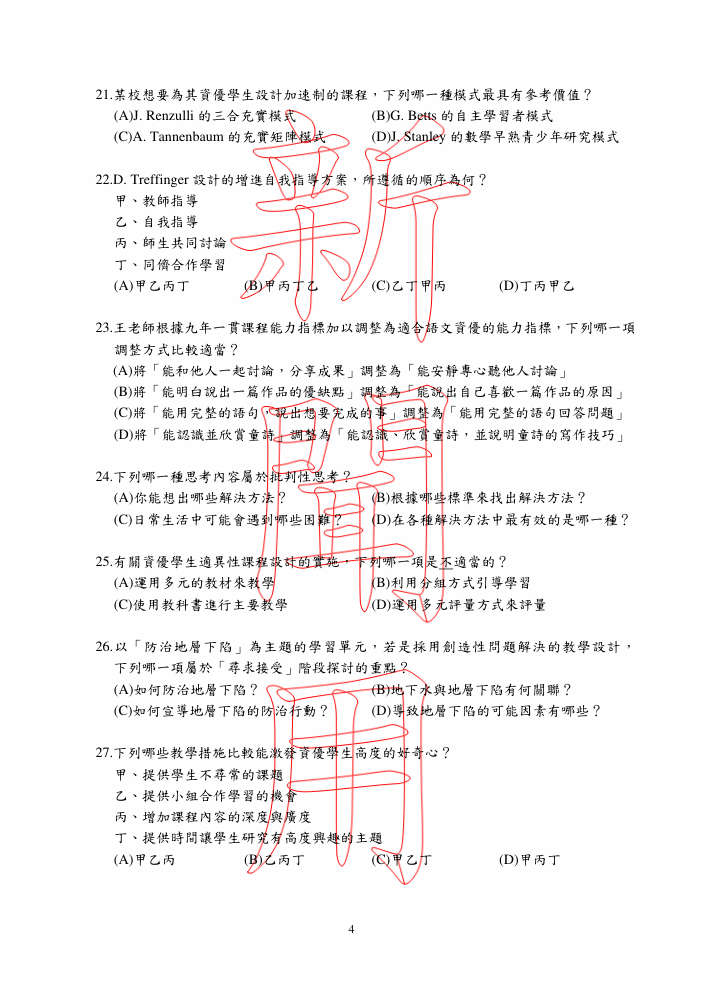 21.某校想要為其資優學生設計加速制的課程，下列哪一種模式最具有參考價值？
(A)J. Renzulli 的三合充實模式 (B)G. Betts 的自主學習者模式
(C)A. Tannenbaum 的充實矩陣模式 (D)J. Stanley 的數學早熟青少年研究模式
22.D. Treffinger 設計的增進自我指導方案，所遵循的順序為何？
甲、教師指導
乙、自我指導
丙、師生共同討論
丁、同儕合作學習
(A)甲乙丙丁 (B)甲丙丁乙 (C)乙丁甲丙 (D)丁丙甲乙
23.王老師根據九年一貫課程能力指標加以調整為適合語文資優的能力指標，下列哪一項
調整方式比較適當？
(A)將「能和他人一起討論，分享成果」調整為「能安靜專心聽他人討論」
(B)將「能明白說出一篇作品的優缺點」調整為「能說出自己喜歡一篇作品的原因」
(C)將「能用完整的語句，說出想要完成的事」調整為「能用完整的語句回答問題」
(D)將「能認識並欣賞童詩」調整為「能認識、欣賞童詩，並說明童詩的寫作技巧」
24.下列哪一種思考內容屬於批判性思考？
(A)你能想出哪些解決方法？ (B)根據哪些標準來找出解決方法？
(C)日常生活中可能會遇到哪些困難？ (D)在各種解決方法中最有效的是哪一種？
25.有關資優學生適異性課程設計的實施，下列哪一項是不適當的？
(A)運用多元的教材來教學 (B)利用分組方式引導學習
(C)使用教科書進行主要教學 (D)運用多元評量方式來評量
26.以「防治地層下陷」為主題的學習單元，若是採用創造性問題解決的教學設計，
下列哪一項屬於「尋求接受」階段探討的重點？
(A)如何防治地層下陷？ (B)地下水與地層下陷有何關聯？
(C)如何宣導地層下陷的防治行動？ (D)導致地層下陷的可能因素有哪些？
27.下列哪些教學措施比較能激發資優學生高度的好奇心？
甲、提供學生不尋常的課題
乙、提供小組合作學習的機會
丙、增加課程內容的深度與廣度
丁、提供時間讓學生研究有高度興趣的主題
(A)甲乙丙 (B)乙丙丁 (C)甲乙丁 (D)甲丙丁
新聞用
4